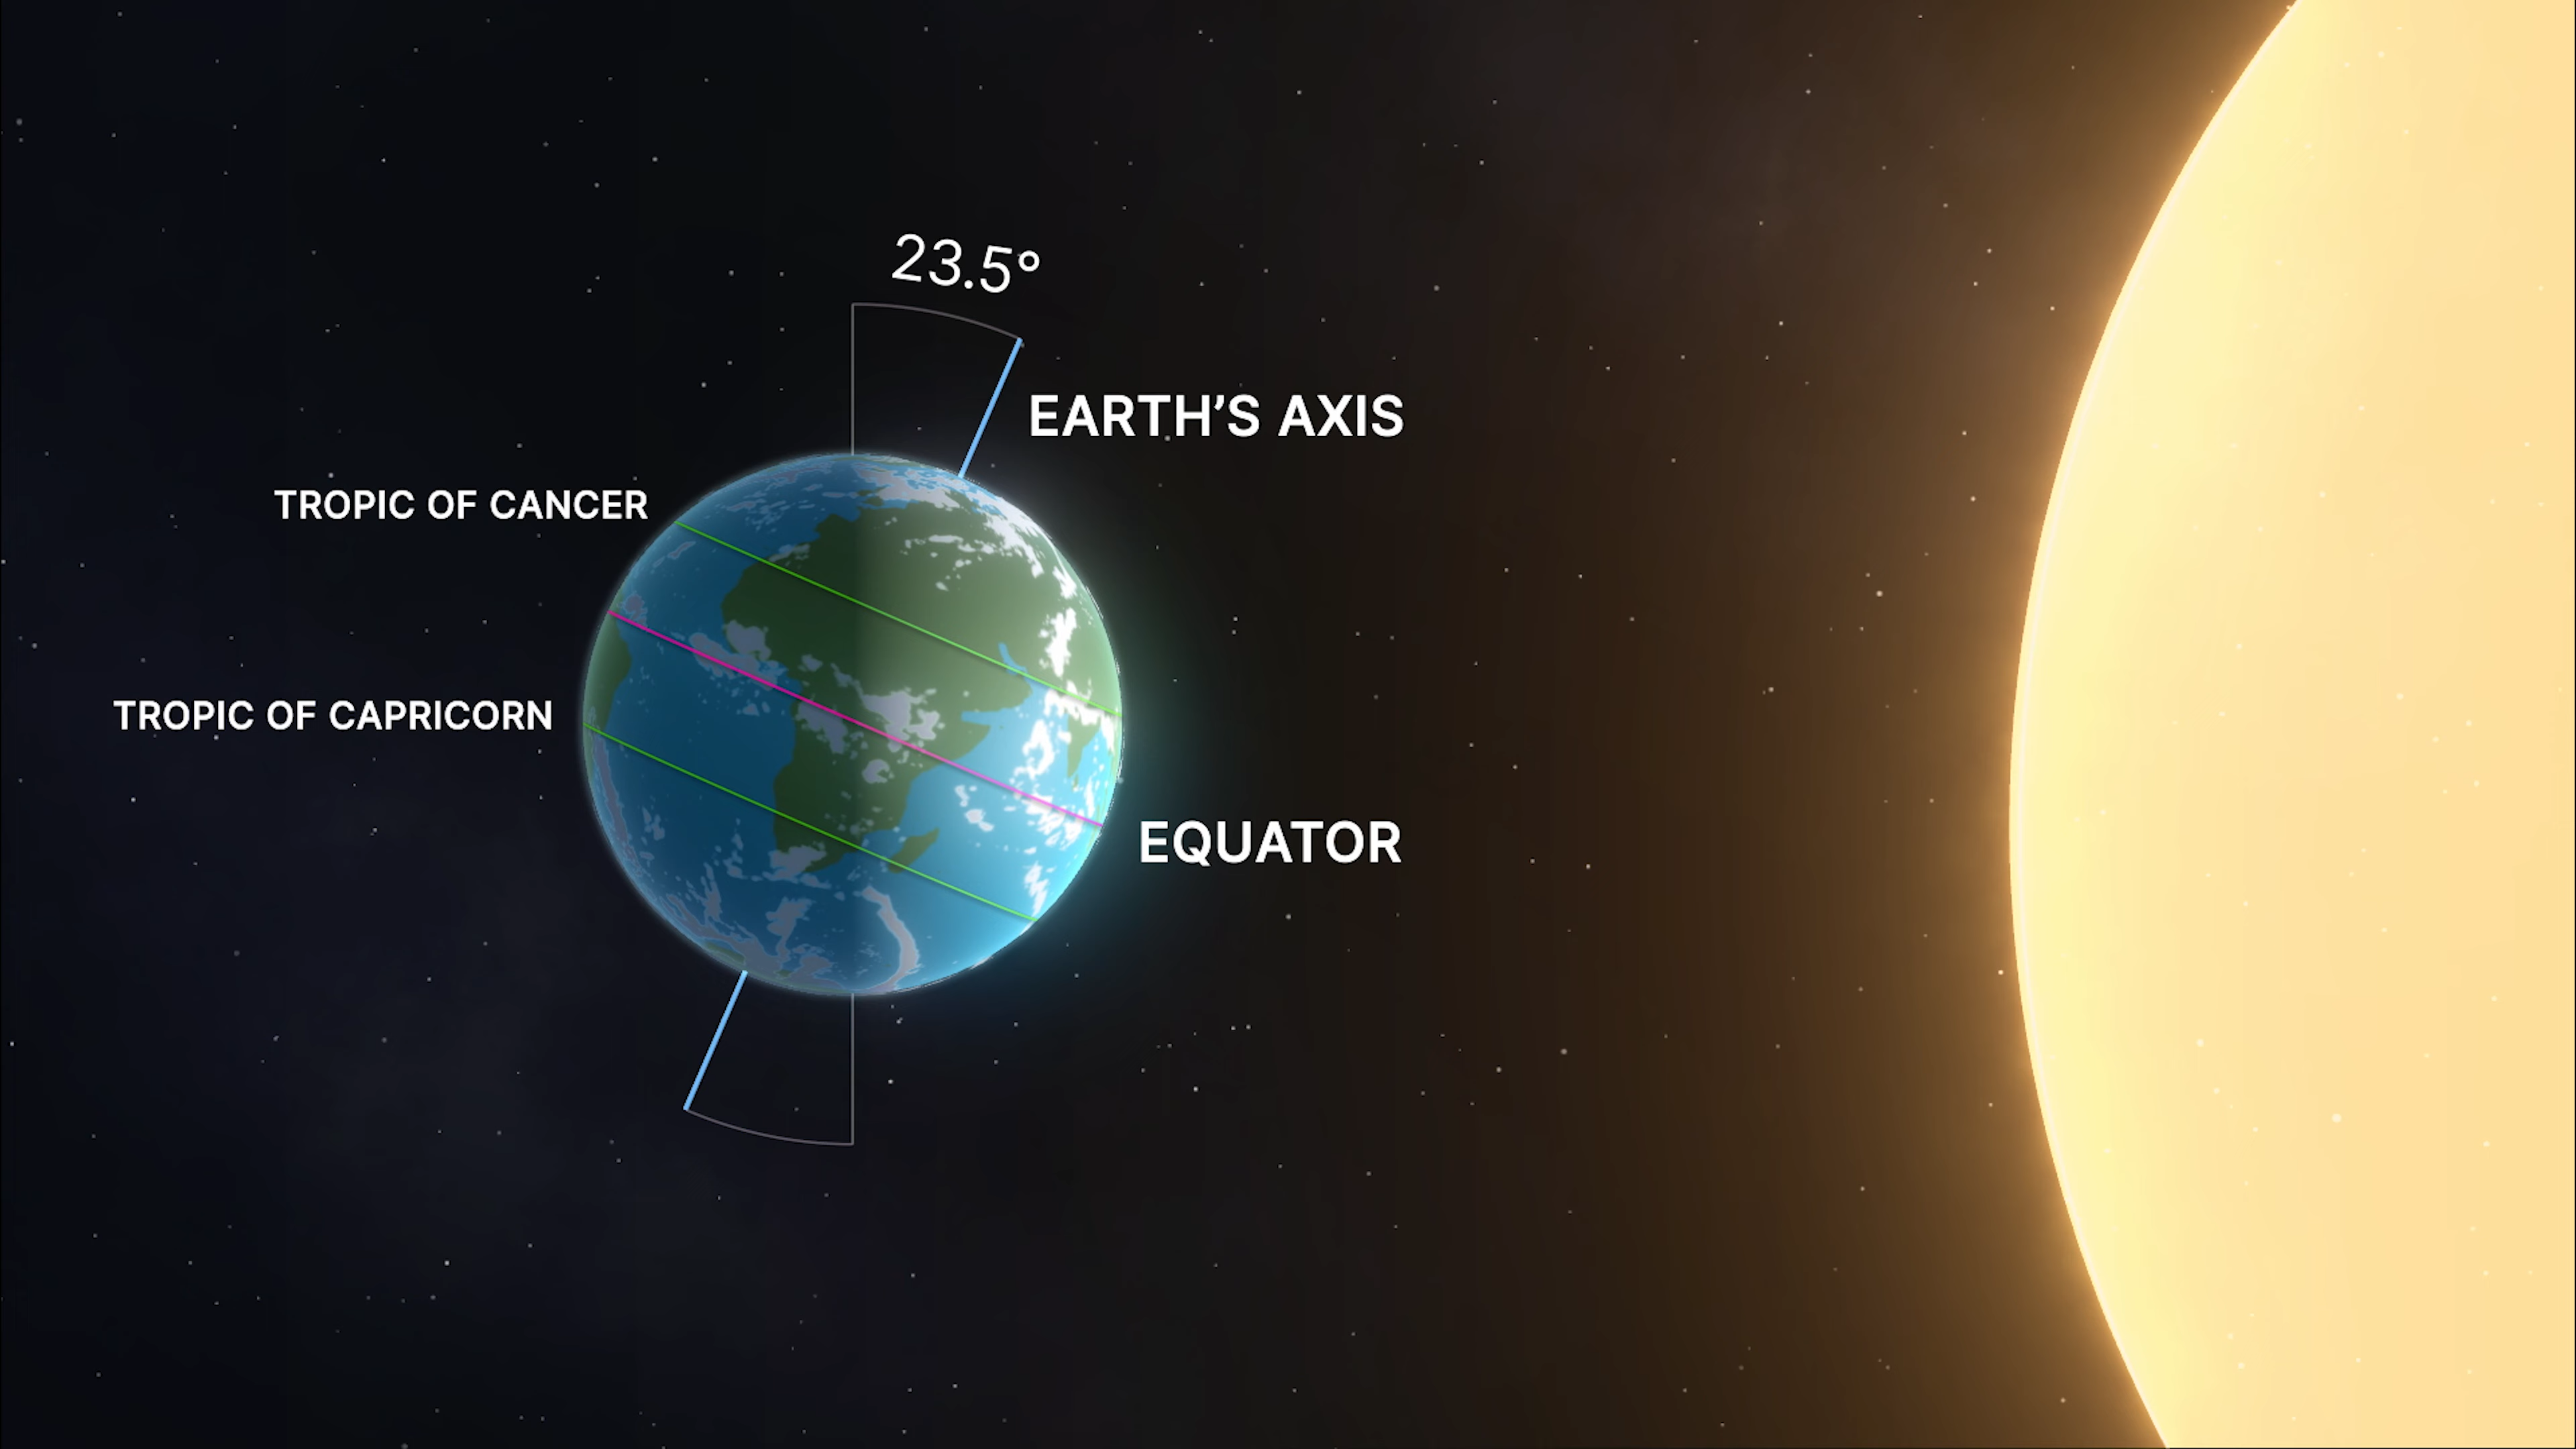 23.5°
EARTH’S AXIS
TROPIC OF CANCER
TROPIC OF CAPRICORN
EQUATOR